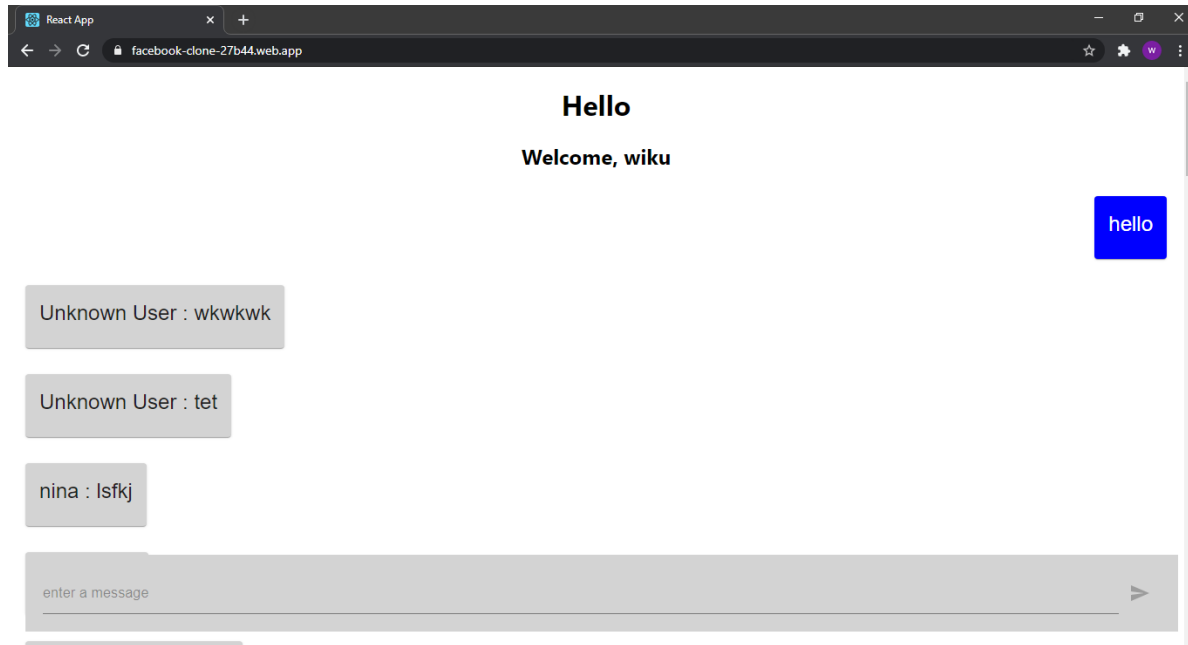 React App
facebook-clone-27b44.web.app
W
Hello
Welcome, wiku
hello
Unknown User : wkwkwk
Unknown User : tet
nina : lsfkj
enter a message